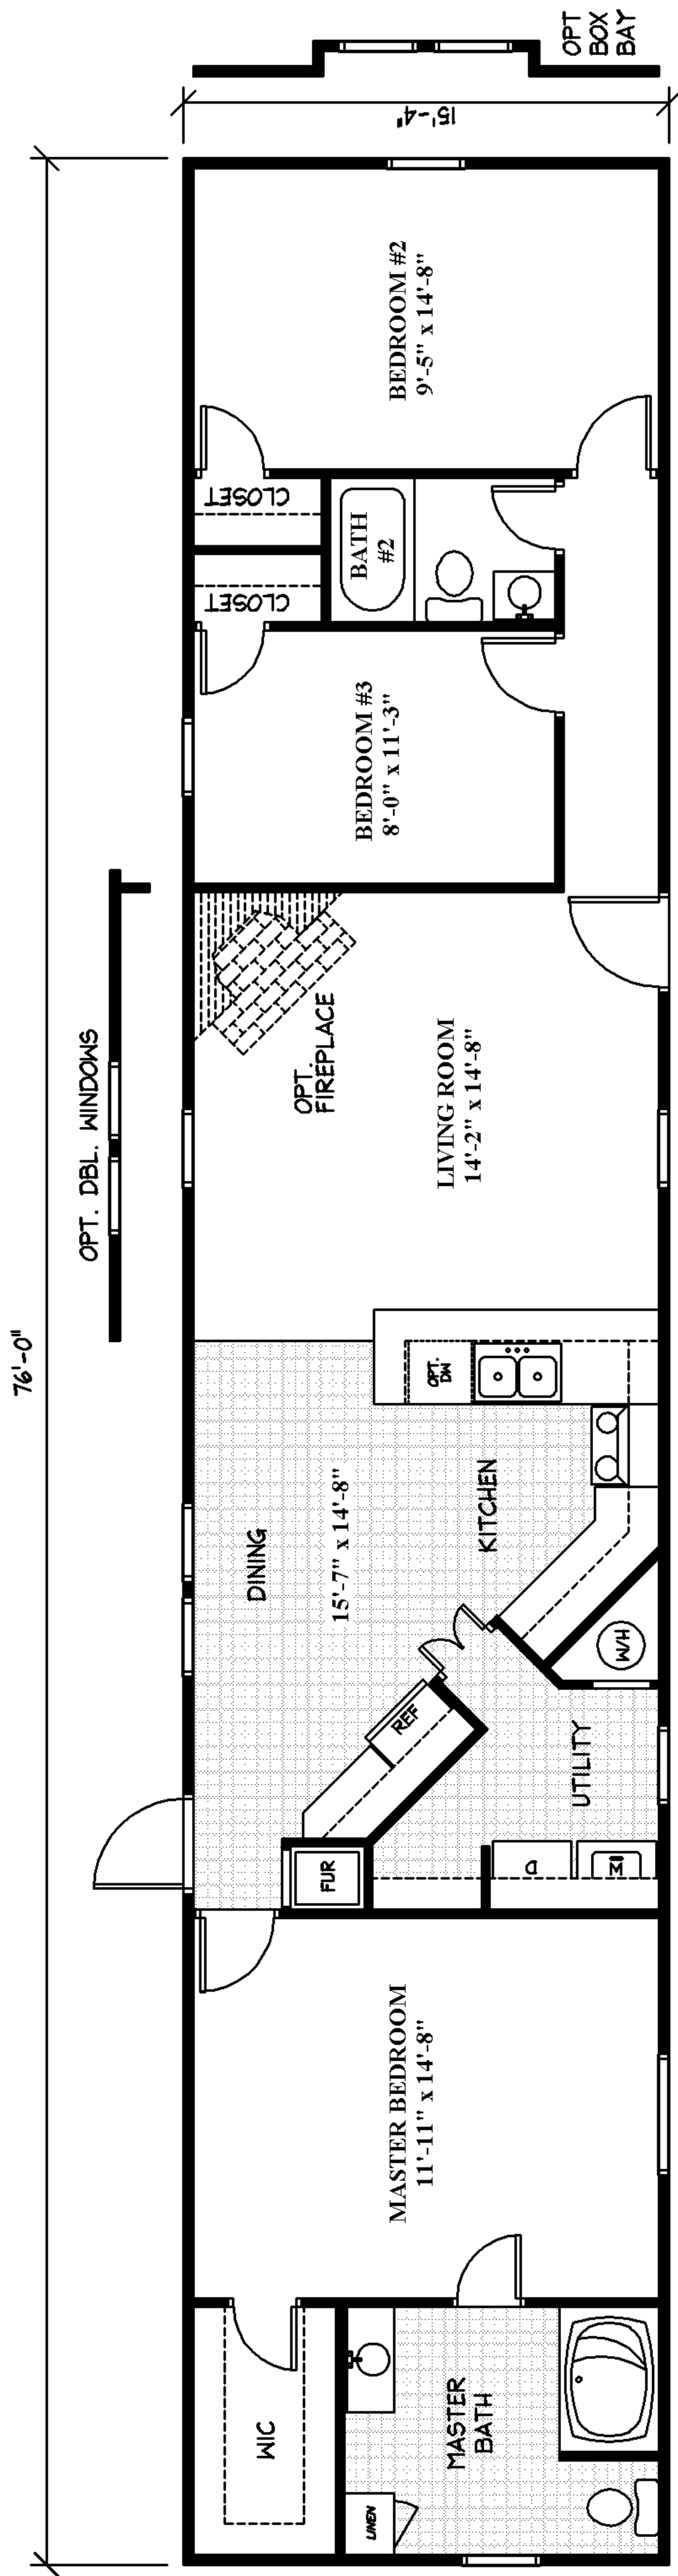 OPT
BOX
BAY
15'-4"
76'-0"
BEDROOM #2
9'-5" x 14'-8"
CLOSET
CLOSET
BATH
#2
BEDROOM #3
8'-0" x 11'-3"
OPT. DBL. WINDOWS
OPT.
FIREPLACE
LIVING ROOM
14'-2" x 14'-8"
OPT.
DW
DINING
15'-7" x 14'-8"
KITCHEN
REF
W/H
UTILITY
FUR
D
W
MASTER BEDROOM
11'-11" x 14'-8"
WIC
MASTER
BATH
LINEN